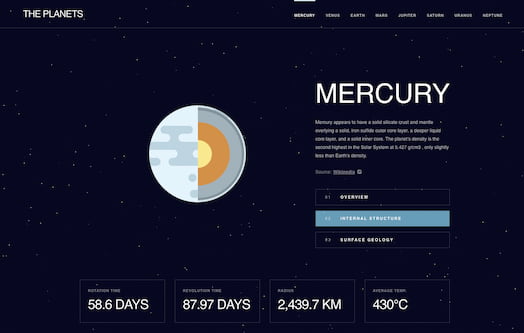 THE PLANETS
MERCURY VENUS EARTH MARS JUPITER SATURN URANUS NEPTUNE
MERCURY
Mercury appears to have a solid silicate crust and mantle
overlying a solid, iron sulfide outer core layer, a deeper liquid
core layer, and a solid inner core. The planet's density is the
second highest in the Solar System at 5.427 g/cm3 , only slightly
less than Earth's density.
Source: Wikipedia
01 OVERVIEW
02 INTERNAL STRUCTURE
03 SURFACE GEOLOGY
ROTATION TIME
58.6 DAYS
REVOLUTION TIME
87.97 DAYS
RADIUS
2,439.7 KM
AVERAGE TEMP.
430°C